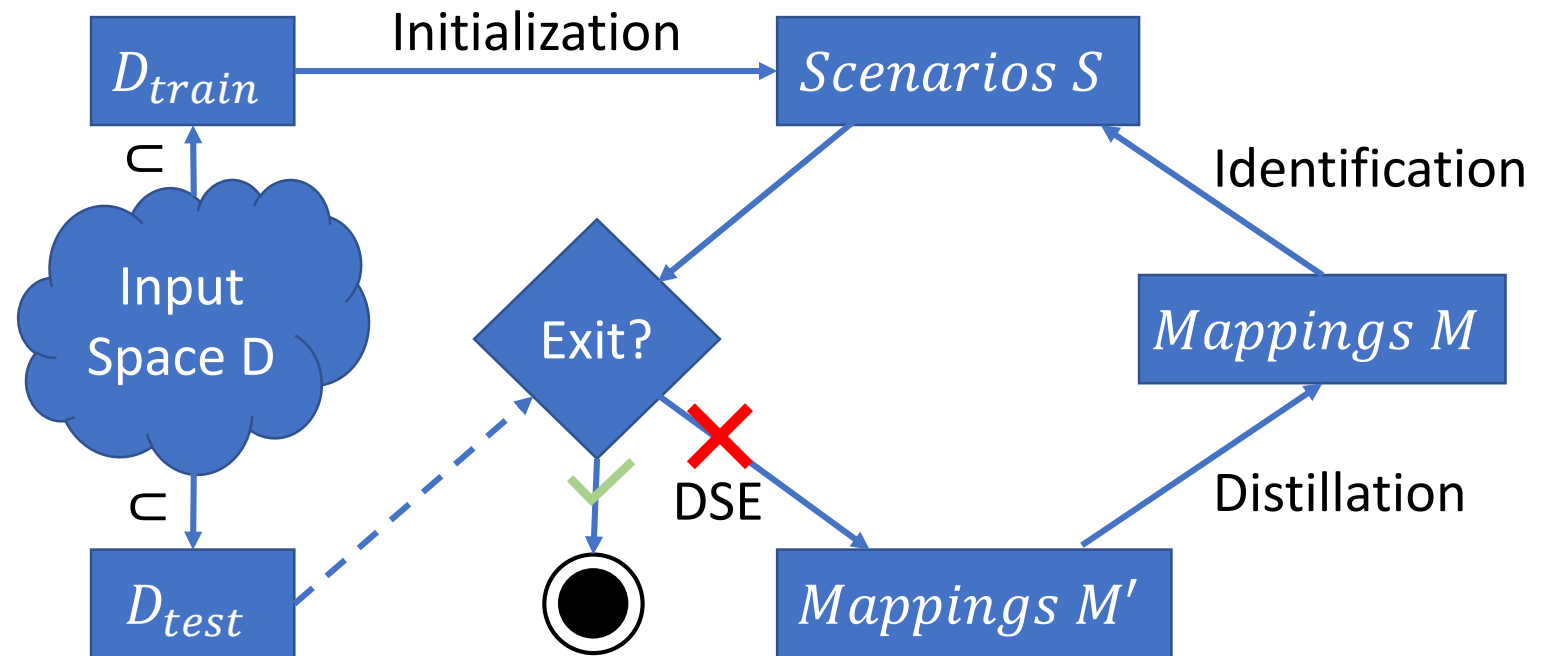 Initialization
D_train
Scenarios S
⊂
Identification
Input
Space D
Exit?
Mappings M
⊂
DSE
Distillation
D_test
Mappings M′